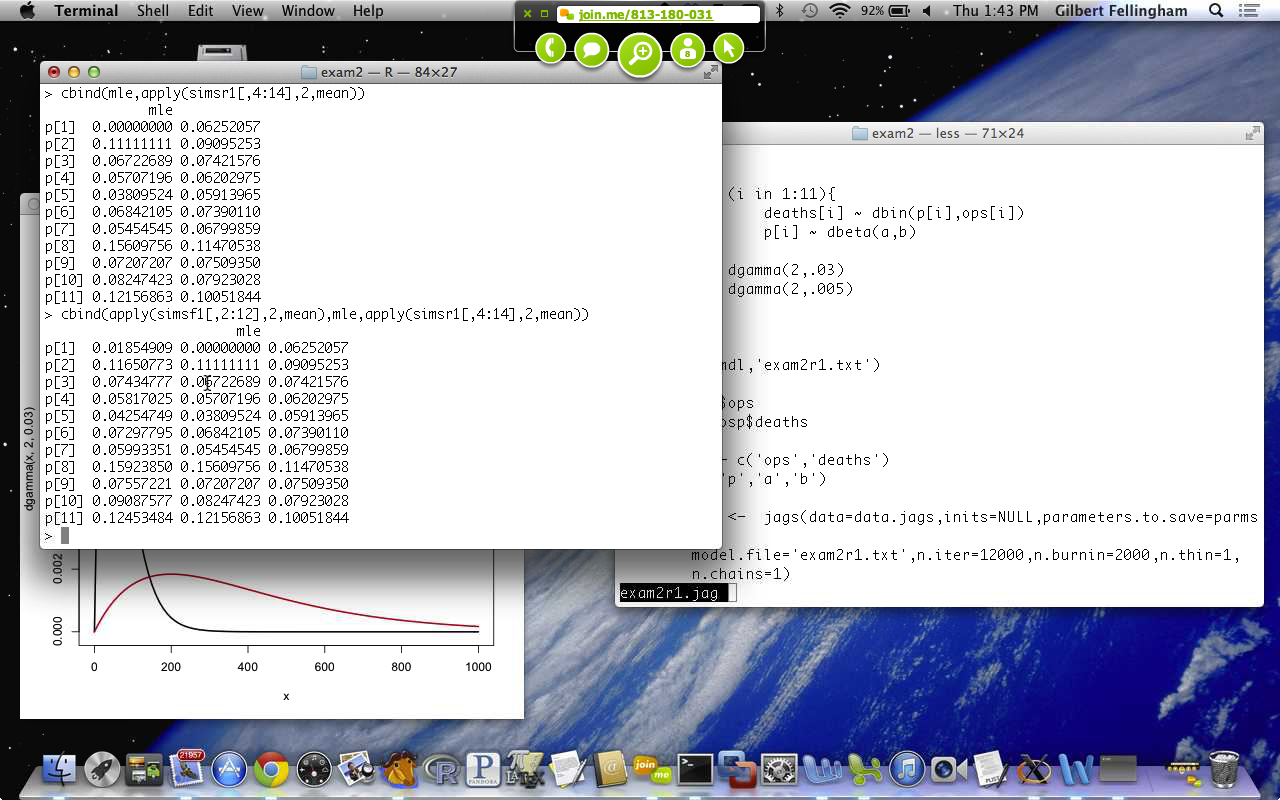 Terminal Shell Edit View Window Help
join.me/813-180-031
92% Thu 1:43 PM Gilbert Fellingham
exam2 — R — 84×27
> cbind(mle,apply(simsr1[,4:14],2,mean))
mle
p[1] 0.00000000 0.06252057
p[2] 0.11111111 0.09095253
p[3] 0.06722689 0.07421576
p[4] 0.05707196 0.06202975
p[5] 0.03809524 0.05913965
p[6] 0.06842105 0.07390110
p[7] 0.05454545 0.06799859
p[8] 0.15609756 0.11470538
p[9] 0.07207207 0.07509350
p[10] 0.08247423 0.07923028
p[11] 0.12156863 0.10051844
> cbind(apply(simsf1[,2:12],2,mean),mle,apply(simsr1[,4:14],2,mean))
mle
p[1] 0.01854909 0.00000000 0.06252057
p[2] 0.11650773 0.11111111 0.09095253
p[3] 0.07434777 0.06722689 0.07421576
p[4] 0.05817025 0.05707196 0.06202975
p[5] 0.04254749 0.03809524 0.05913965
p[6] 0.07297795 0.06842105 0.07390110
p[7] 0.05993351 0.05454545 0.06799859
p[8] 0.15923850 0.15609756 0.11470538
p[9] 0.07557221 0.07207207 0.07509350
p[10] 0.09087577 0.08247423 0.07923028
p[11] 0.12453484 0.12156863 0.10051844
>
exam2 — less — 71×24
(i in 1:11){
deaths[i] ~ dbin(p[i],ops[i])
p[i] ~ dbeta(a,b)
dgamma(2,.03)
dgamma(2,.005)
mdl,'exam2r1.txt')
$ops
osp$deaths
- c('ops','deaths')
'p','a','b')
<- jags(data=data.jags,inits=NULL,parameters.to.save=parms
model.file='exam2r1.txt',n.iter=12000,n.burnin=2000,n.thin=1,
n.chains=1)
exam2r1.jag
dgamma(x, 2, 0.03)
0.002
0.000
0 200 400 600 800 1000
x
21957
PANDORA
join
me